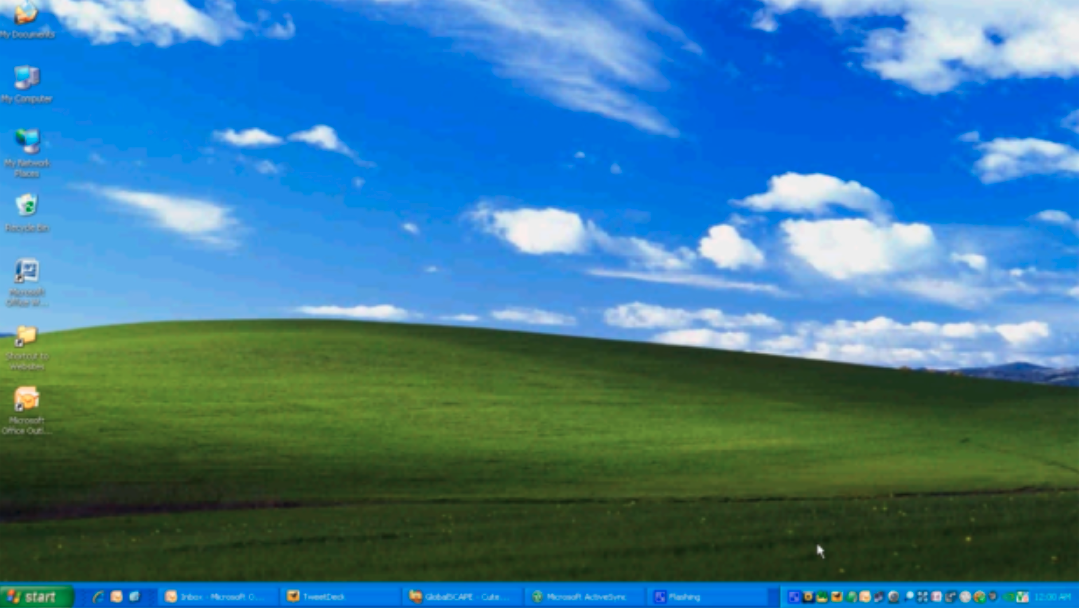 My Documents
My Computer
My Network
Places
Recycle Bin
Microsoft
Office W...
Shortcut to
Websites
Microsoft
Office Outl...
start
Inbox - Microsoft O...
TweetDeck
GlobalSCAPE - Cute...
Microsoft ActiveSync
Flashing
12:00 AM